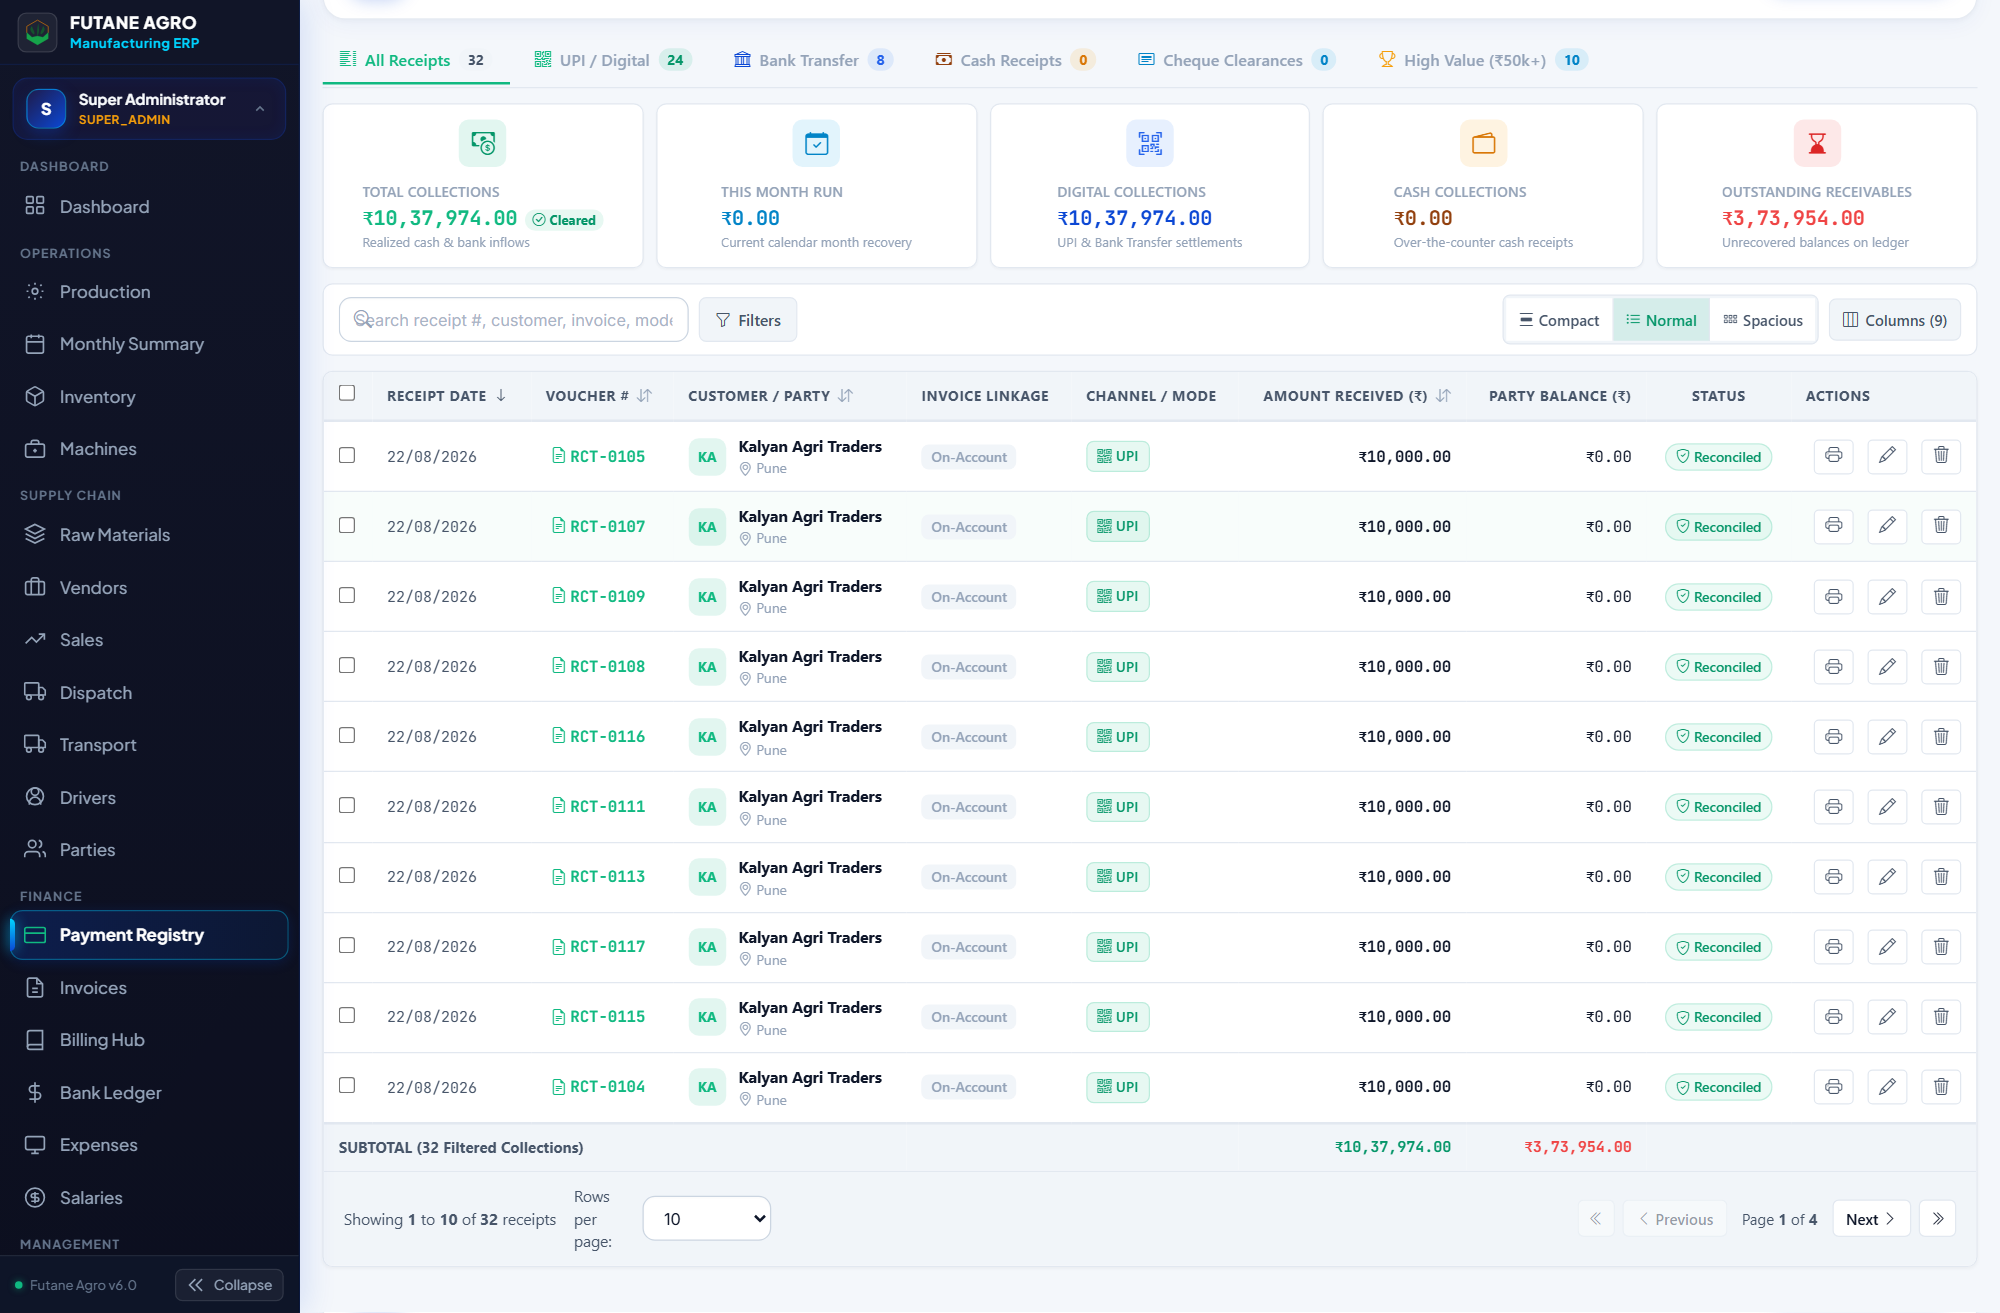 FUTANE AGRO
Manufacturing ERP
S
Super Administrator
SUPER_ADMIN
DASHBOARD
Dashboard
OPERATIONS
Production
Monthly Summary
Inventory
Machines
SUPPLY CHAIN
Raw Materials
Vendors
Sales
Dispatch
Transport
Drivers
Parties
FINANCE
Payment Registry
Invoices
Billing Hub
Bank Ledger
Expenses
Salaries
MANAGEMENT
Futane Agro v6.0
Collapse
All Receipts 32
UPI / Digital 24
Bank Transfer 8
Cash Receipts 0
Cheque Clearances 0
High Value (₹50k+) 10
TOTAL COLLECTIONS
₹10,37,974.00 Cleared
Realized cash & bank inflows
THIS MONTH RUN
₹0.00
Current calendar month recovery
DIGITAL COLLECTIONS
₹10,37,974.00
UPI & Bank Transfer settlements
CASH COLLECTIONS
₹0.00
Over-the-counter cash receipts
OUTSTANDING RECEIVABLES
₹3,73,954.00
Unrecovered balances on ledger
Search receipt #, customer, invoice, mode
Filters
Compact Normal Spacious
Columns (9)
RECEIPT DATE VOUCHER # CUSTOMER / PARTY INVOICE LINKAGE CHANNEL / MODE AMOUNT RECEIVED (₹) PARTY BALANCE (₹) STATUS ACTIONS
22/08/2026 RCT-0105 KA Kalyan Agri Traders On-Account UPI ₹10,000.00 ₹0.00 Reconciled
Pune
22/08/2026 RCT-0107 KA Kalyan Agri Traders On-Account UPI ₹10,000.00 ₹0.00 Reconciled
Pune
22/08/2026 RCT-0109 KA Kalyan Agri Traders On-Account UPI ₹10,000.00 ₹0.00 Reconciled
Pune
22/08/2026 RCT-0108 KA Kalyan Agri Traders On-Account UPI ₹10,000.00 ₹0.00 Reconciled
Pune
22/08/2026 RCT-0116 KA Kalyan Agri Traders On-Account UPI ₹10,000.00 ₹0.00 Reconciled
Pune
22/08/2026 RCT-0111 KA Kalyan Agri Traders On-Account UPI ₹10,000.00 ₹0.00 Reconciled
Pune
22/08/2026 RCT-0113 KA Kalyan Agri Traders On-Account UPI ₹10,000.00 ₹0.00 Reconciled
Pune
22/08/2026 RCT-0117 KA Kalyan Agri Traders On-Account UPI ₹10,000.00 ₹0.00 Reconciled
Pune
22/08/2026 RCT-0115 KA Kalyan Agri Traders On-Account UPI ₹10,000.00 ₹0.00 Reconciled
Pune
22/08/2026 RCT-0104 KA Kalyan Agri Traders On-Account UPI ₹10,000.00 ₹0.00 Reconciled
Pune
SUBTOTAL (32 Filtered Collections) ₹10,37,974.00 ₹3,73,954.00
Showing 1 to 10 of 32 receipts
Rows
per
page:
10
Previous Page 1 of 4 Next